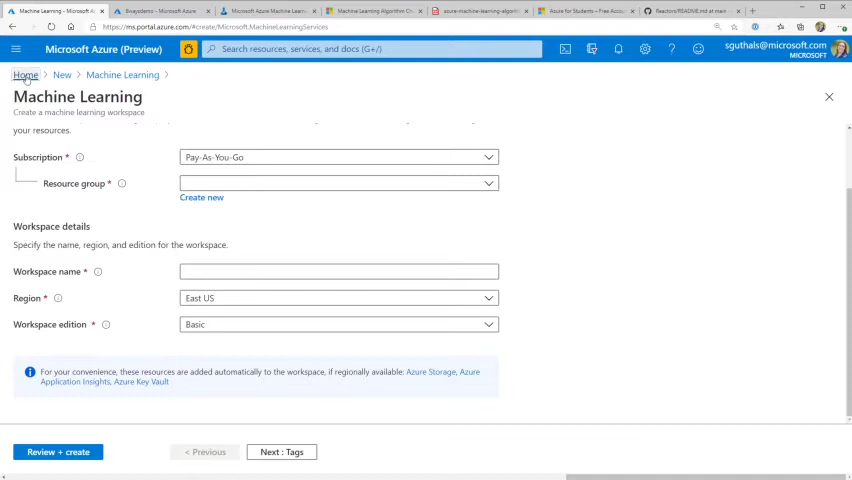 Machine Learning - Microsoft Az
Bixaystemo - Microsoft Azure
Microsoft Azure Machine Learn
Machine Learning Algorithm Ch
azure-machine-learning-algorith
Azure for Students – Free Accou
Reactors/README.md at main
https://ms.portal.azure.com/#create/Microsoft.MachineLearningServices
Microsoft Azure (Preview)
Search resources, services, and docs (G+/)
sguthals@microsoft.com
MICROSOFT
Home > New > Machine Learning >
Machine Learning
Create a machine learning workspace
your resources.
Subscription *
Pay-As-You-Go
Resource group *
Create new
Workspace details
Specify the name, region, and edition for the workspace.
Workspace name *
Region *
East US
Workspace edition *
Basic
For your convenience, these resources are added automatically to the workspace, if regionally available: Azure Storage, Azure
Application Insights, Azure Key Vault
Review + create
< Previous
Next : Tags